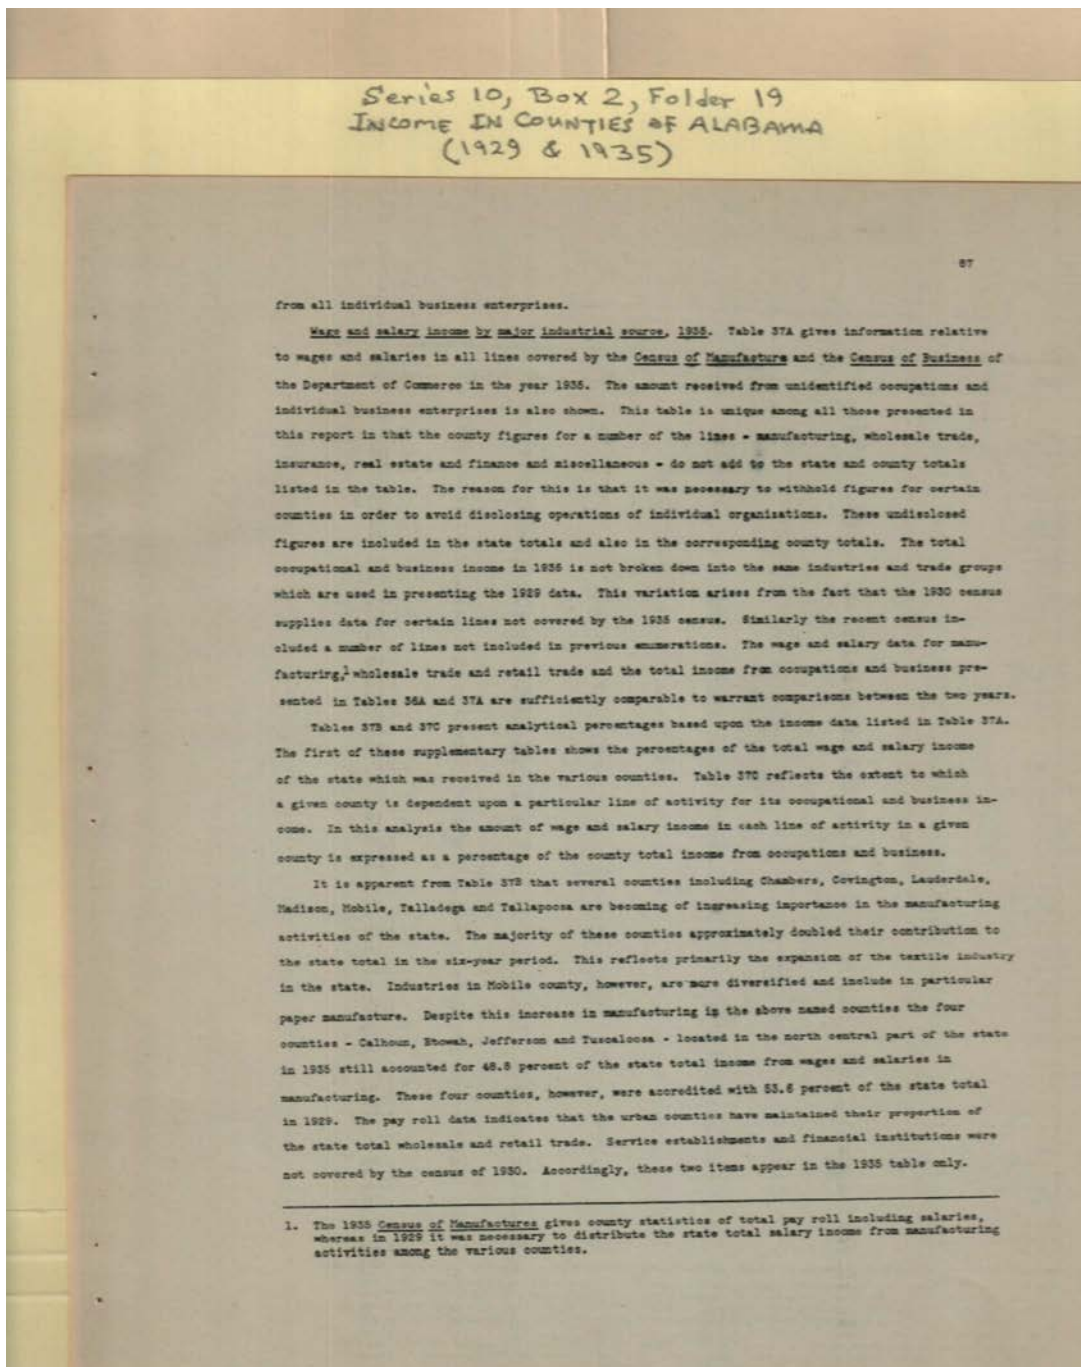 Series 10, Box 2, Folder 19
INCOME IN COUNTIES OF ALABAMA
(1929 & 1935)
87
from all individual business enterprises.
Wage and salary income by major industrial source, 1935. Table 37A gives information relative
to wages and salaries in all lines covered by the Census of Manufacture and the Census of Business of
the Department of Commerce in the year 1935. The amount received from unidentified occupations and
individual business enterprises is also shown. This table is unique among all those presented in
this report in that the county figures for a number of the lines - manufacturing, wholesale trade,
insurance, real estate and finance and miscellaneous - do not add to the state and county totals
listed in the table. The reason for this is that it was necessary to withhold figures for certain
counties in order to avoid disclosing operations of individual organizations. These undisclosed
figures are included in the state totals and also in the corresponding county totals. The total
occupational and business income in 1935 is not broken down into the same industries and trade groups
which are used in presenting the 1929 data. This variation arises from the fact that the 1930 census
supplies data for certain lines not covered by the 1935 census. Similarly the recent census in-
cluded a number of lines not included in previous enumerations. The wage and salary data for manu-
facturing,1 wholesale trade and retail trade and the total income from occupations and business pre-
sented in Tables 36A and 37A are sufficiently comparable to warrant comparisons between the two years.
Tables 37B and 37C present analytical percentages based upon the income data listed in Table 37A.
The first of these supplementary tables shows the percentages of the total wage and salary income
of the state which was received in the various counties. Table 37C reflects the extent to which
a given county is dependent upon a particular line of activity for its occupational and business in-
come. In this analysis the amount of wage and salary income in each line of activity in a given
county is expressed as a percentage of the county total income from occupations and business.
It is apparent from Table 37B that several counties including Chambers, Covington, Lauderdale,
Madison, Mobile, Talladega and Tallapoosa are becoming of increasing importance in the manufacturing
activities of the state. The majority of these counties approximately doubled their contribution to
the state total in the six-year period. This reflects primarily the expansion of the textile industry
in the state. Industries in Mobile county, however, are more diversified and include in particular
paper manufacture. Despite this increase in manufacturing in the above named counties the four
counties - Calhoun, Etowah, Jefferson and Tuscaloosa - located in the north central part of the state
in 1935 still accounted for 48.8 percent of the state total income from wages and salaries in
manufacturing. These four counties, however, were accredited with 53.6 percent of the state total
in 1929. The pay roll data indicates that the urban counties have maintained their proportion of
the state total wholesale and retail trade. Service establishments and financial institutions were
not covered by the census of 1930. Accordingly, these two items appear in the 1935 table only.
1. The 1935 Census of Manufactures gives county statistics of total pay roll including salaries,
whereas in 1929 it was necessary to distribute the state total salary income from manufacturing
activities among the various counties.